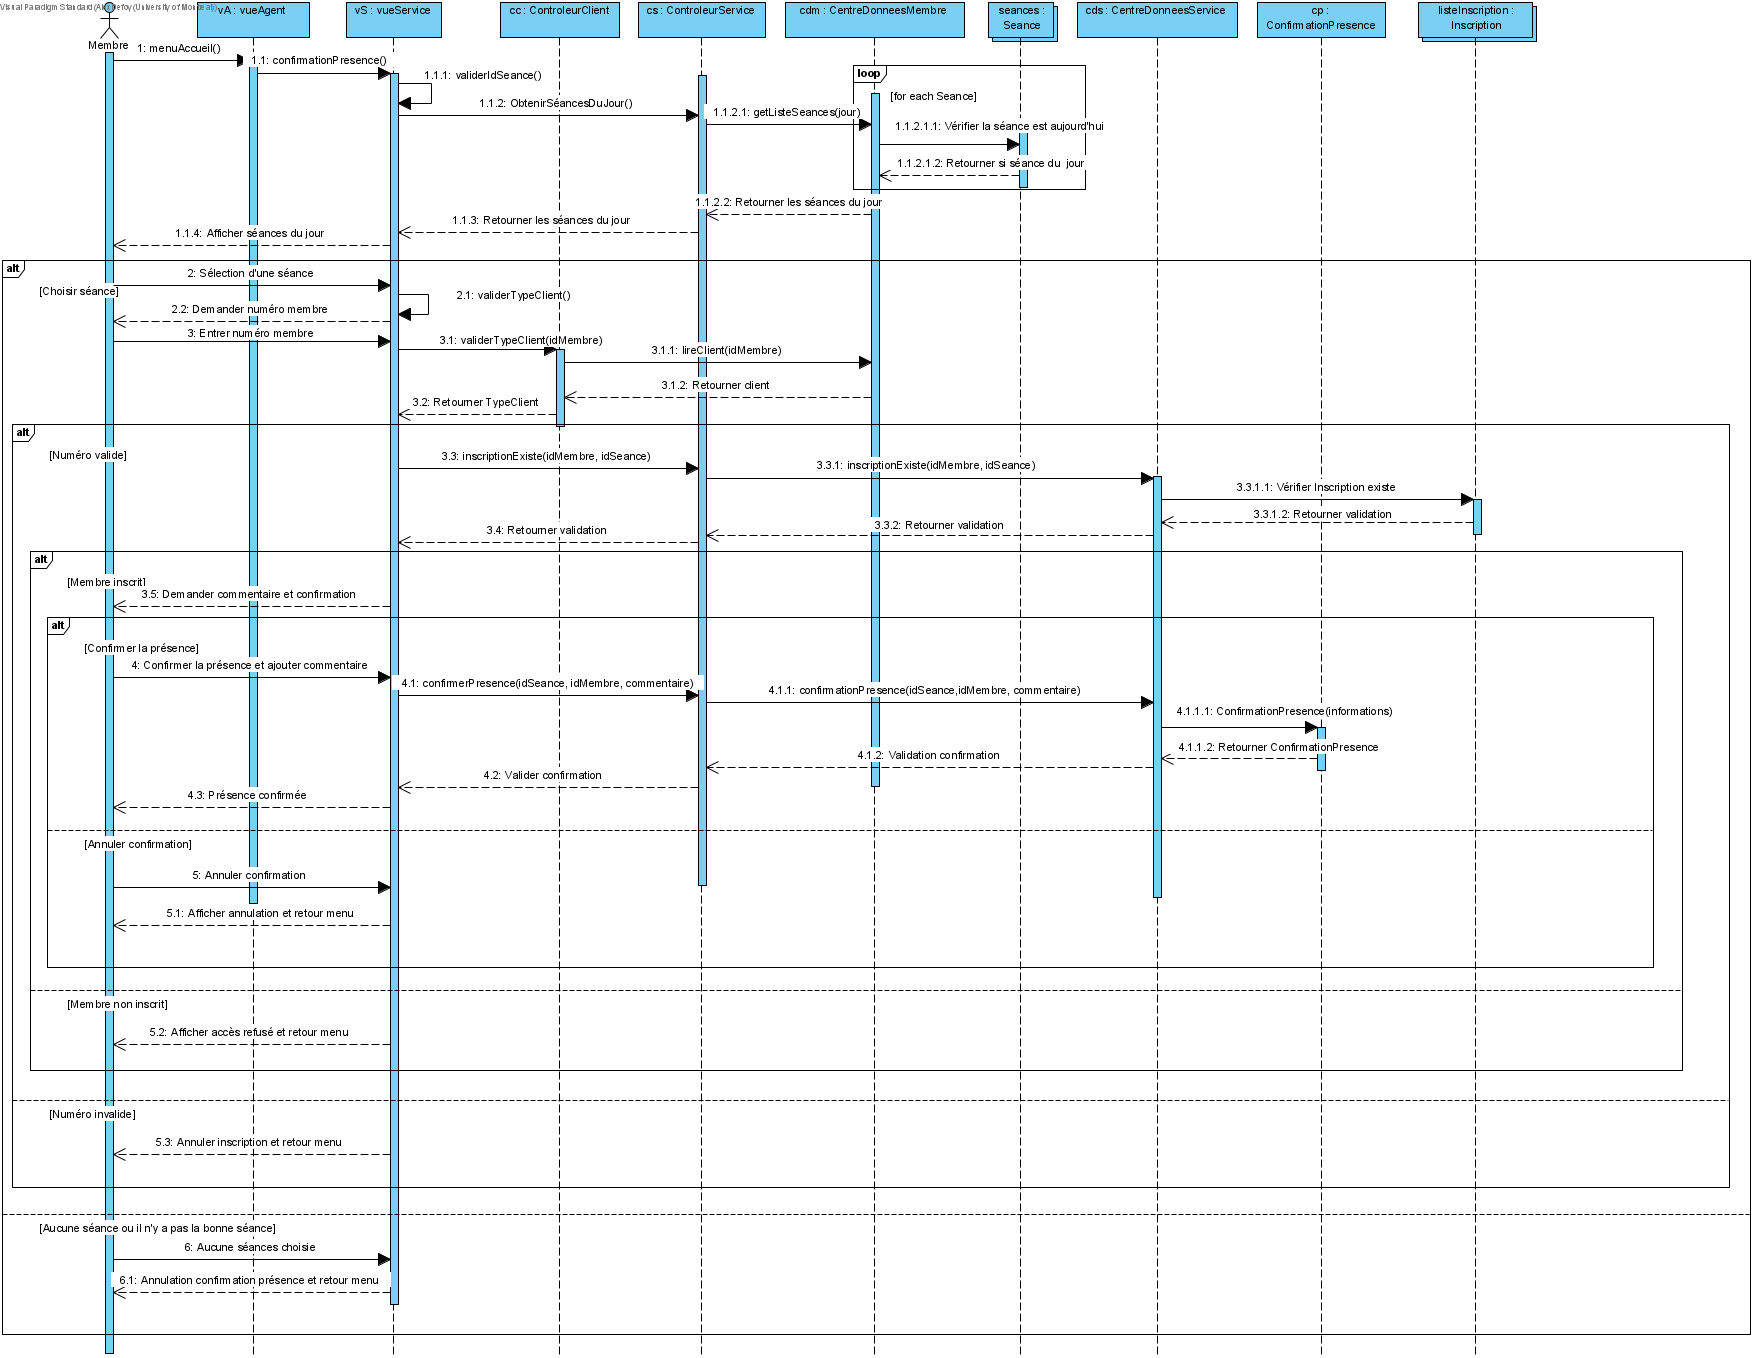 Visual Paradigm Standard (Alix Defoy (University of Montreal))
vA : vueAgent
vS : vueService
cc : ControleurClient
cs : ControleurService
cdm : CentreDonneesMembre
seances :
Seance
cds : CentreDonneesService
cp :
ConfirmationPresence
listeInscription :
Inscription
Membre
1: menuAccueil()
1.1: confirmationPresence()
1.1.1: validerIdSeance()
1.1.2: ObtenirSéancesDuJour()
loop
[for each Seance]
1.1.2.1: getListeSeances(jour)
1.1.2.1.1: Vérifier la séance est aujourd'hui
1.1.2.1.2: Retourner si séance du jour
1.1.2.2: Retourner les séances du jour
1.1.3: Retourner les séances du jour
1.1.4: Afficher séances du jour
alt
2: Sélection d'une séance
[Choisir séance]
2.1: validerTypeClient()
2.2: Demander numéro membre
3: Entrer numéro membre
3.1: validerTypeClient(idMembre)
3.1.1: lireClient(idMembre)
3.1.2: Retourner client
3.2: Retourner TypeClient
alt
[Numéro valide]
3.3: inscriptionExiste(idMembre, idSeance)
3.3.1: inscriptionExiste(idMembre, idSeance)
3.3.1.1: Vérifier Inscription existe
3.3.1.2: Retourner validation
3.3.2: Retourner validation
3.4: Retourner validation
alt
[Membre inscrit]
3.5: Demander commentaire et confirmation
alt
[Confirmer la présence]
4: Confirmer la présence et ajouter commentaire
4.1: confirmerPresence(idSeance, idMembre, commentaire)
4.1.1: confirmationPresence(idSeance,idMembre, commentaire)
4.1.1.1: ConfirmationPresence(informations)
4.1.1.2: Retourner ConfirmationPresence
4.1.2: Validation confirmation
4.2: Valider confirmation
4.3: Présence confirmée
[Annuler confirmation]
5: Annuler confirmation
5.1: Afficher annulation et retour menu
[Membre non inscrit]
5.2: Afficher accès refusé et retour menu
[Numéro invalide]
5.3: Annuler inscription et retour menu
[Aucune séance ou il n'y a pas la bonne séance]
6: Aucune séances choisie
6.1: Annulation confirmation présence et retour menu